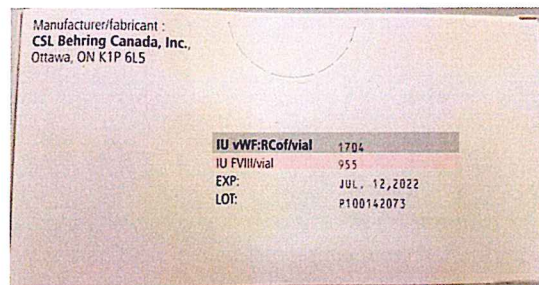 Manufacturer/fabricant :
CSL Behring Canada, Inc.,
Ottawa, ON K1P 6L5
IU vWF:RCof/vial 1704
IU FVIII/vial 955
EXP: JUL. 12,2022
LOT: P100142073